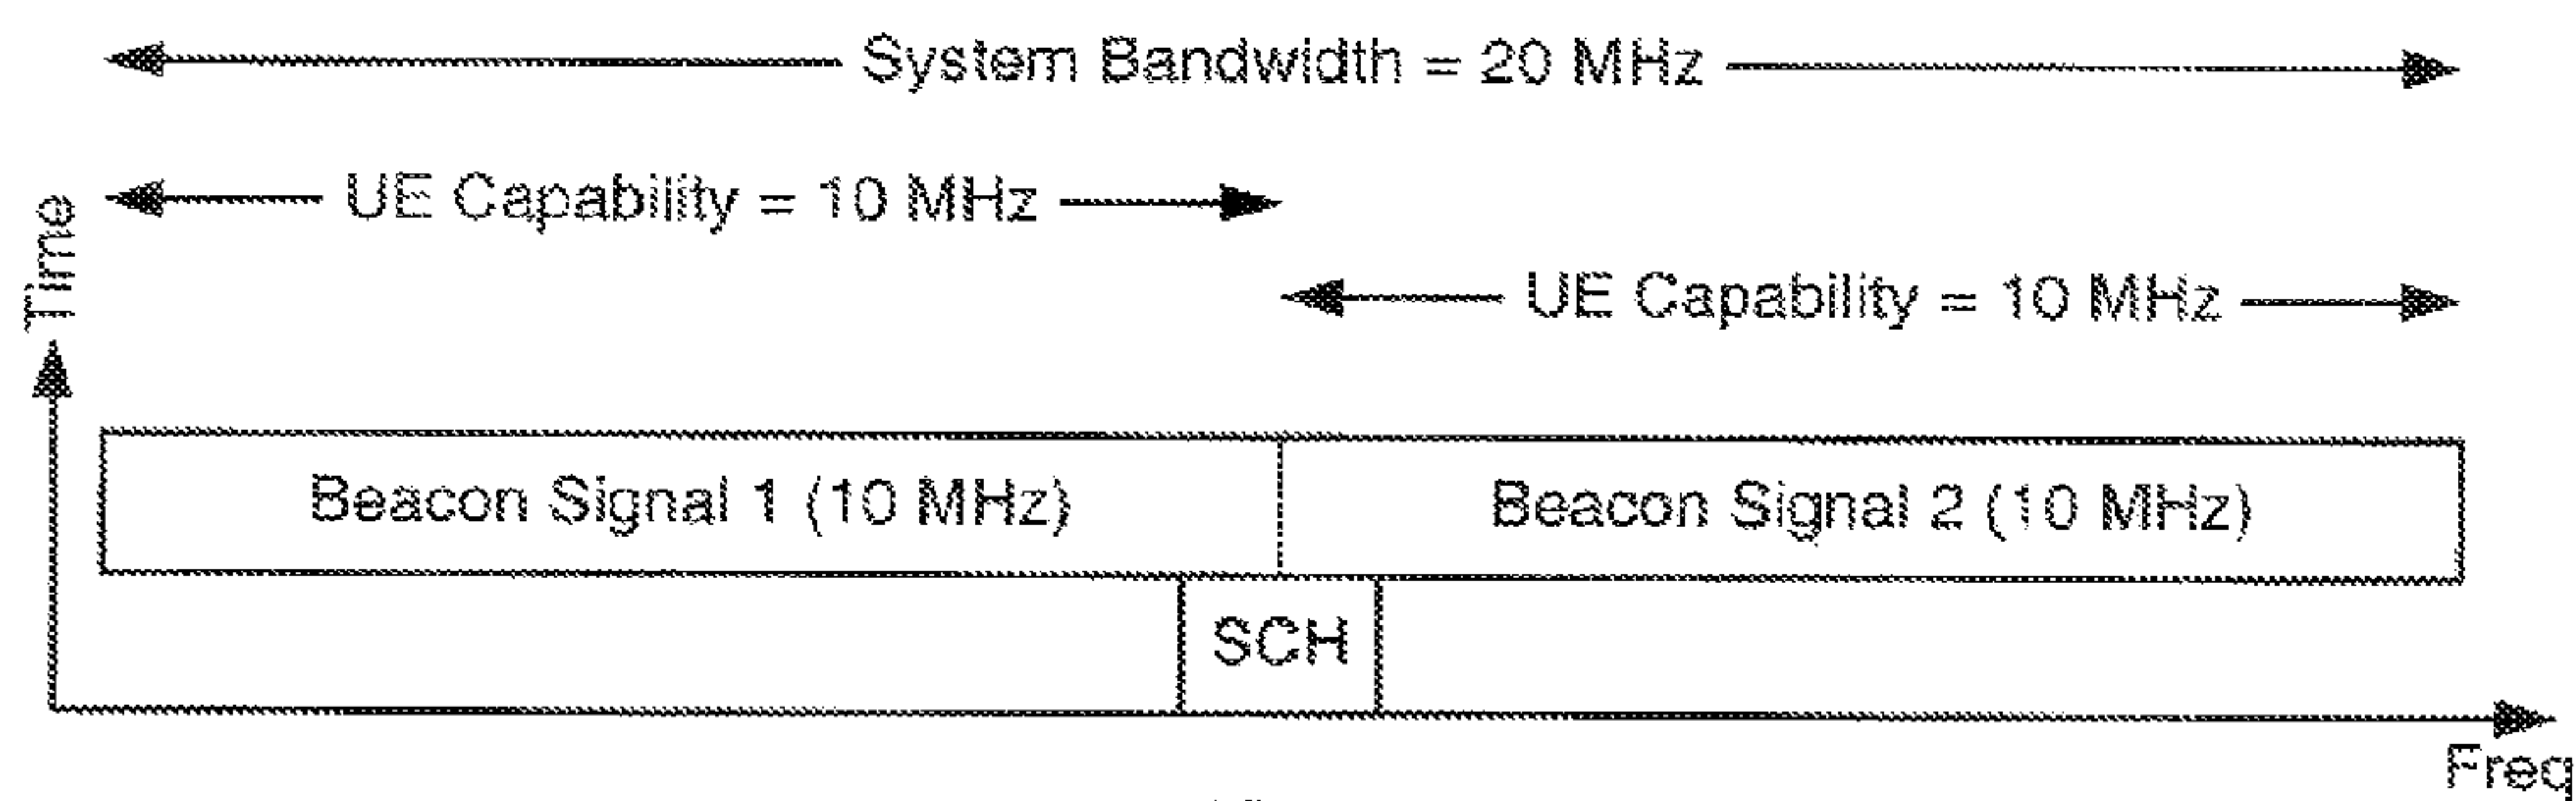 System Bandwidth = 20 MHz
UE Capability = 10 MHz
UE Capability = 10 MHz
Time
Beacon Signal 1 (10 MHz)
Beacon Signal 2 (10 MHz)
SCH
Freq